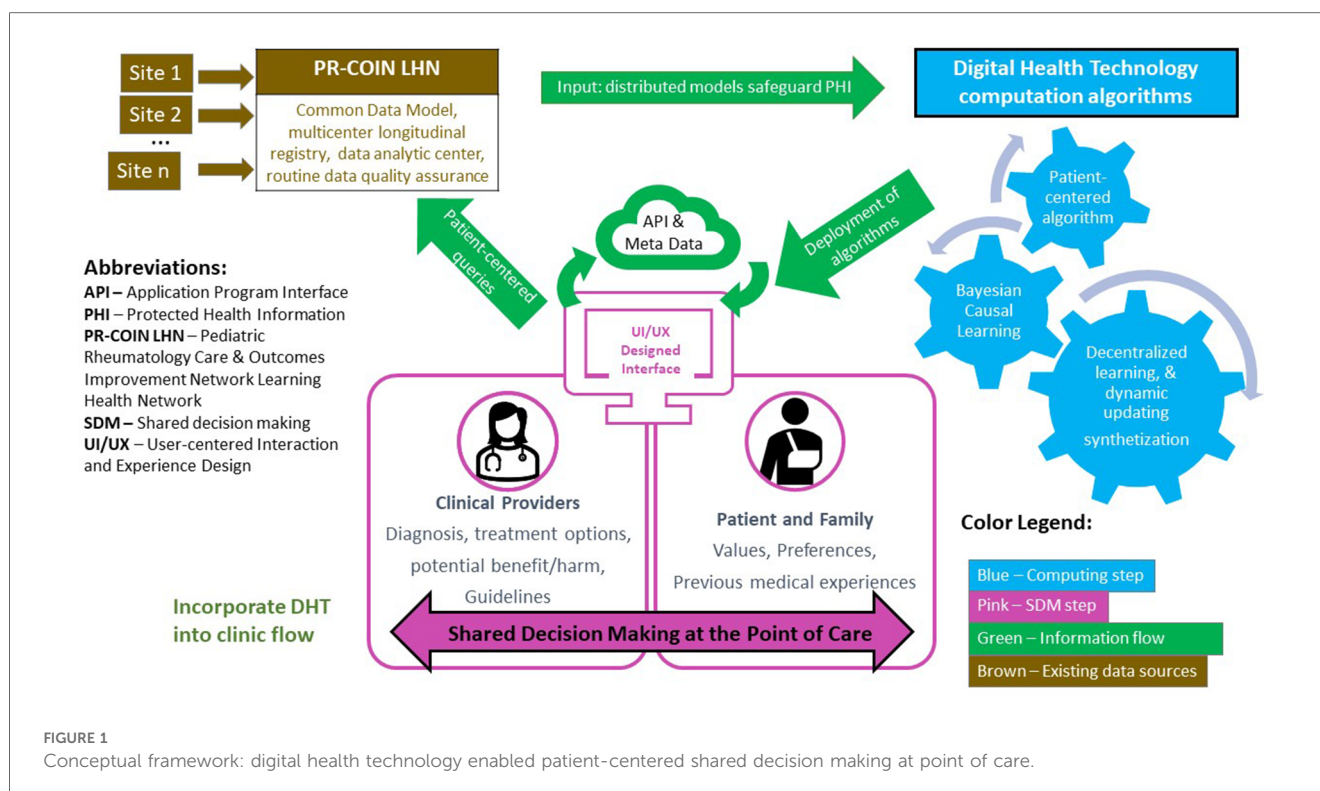 Site 1
Site 2
...
Site n
PR-COIN LHN
Common Data Model,
multicenter longitudinal
registry, data analytic center,
routine data quality assurance
Input: distributed models safeguard PHI
Digital Health Technology
computation algorithms
Patient-
centered
algorithm
Bayesian
Causal
Learning
Decentralized
learning, &
dynamic
updating
synthetization
Patient-centered
queries
API &
Meta Data
Deployment of
algorithms
UI/UX
Designed
Interface
Abbreviations:
API – Application Program Interface
PHI – Protected Health Information
PR-COIN LHN – Pediatric
Rheumatology Care & Outcomes
Improvement Network Learning
Health Network
SDM – Shared decision making
UI/UX – User-centered Interaction
and Experience Design
Clinical Providers
Diagnosis, treatment options,
potential benefit/harm,
Guidelines
Patient and Family
Values, Preferences,
Previous medical experiences
Incorporate DHT
into clinic flow
Shared Decision Making at the Point of Care
Color Legend:
Blue – Computing step
Pink – SDM step
Green – Information flow
Brown – Existing data sources
FIGURE 1
Conceptual framework: digital health technology enabled patient-centered shared decision making at point of care.